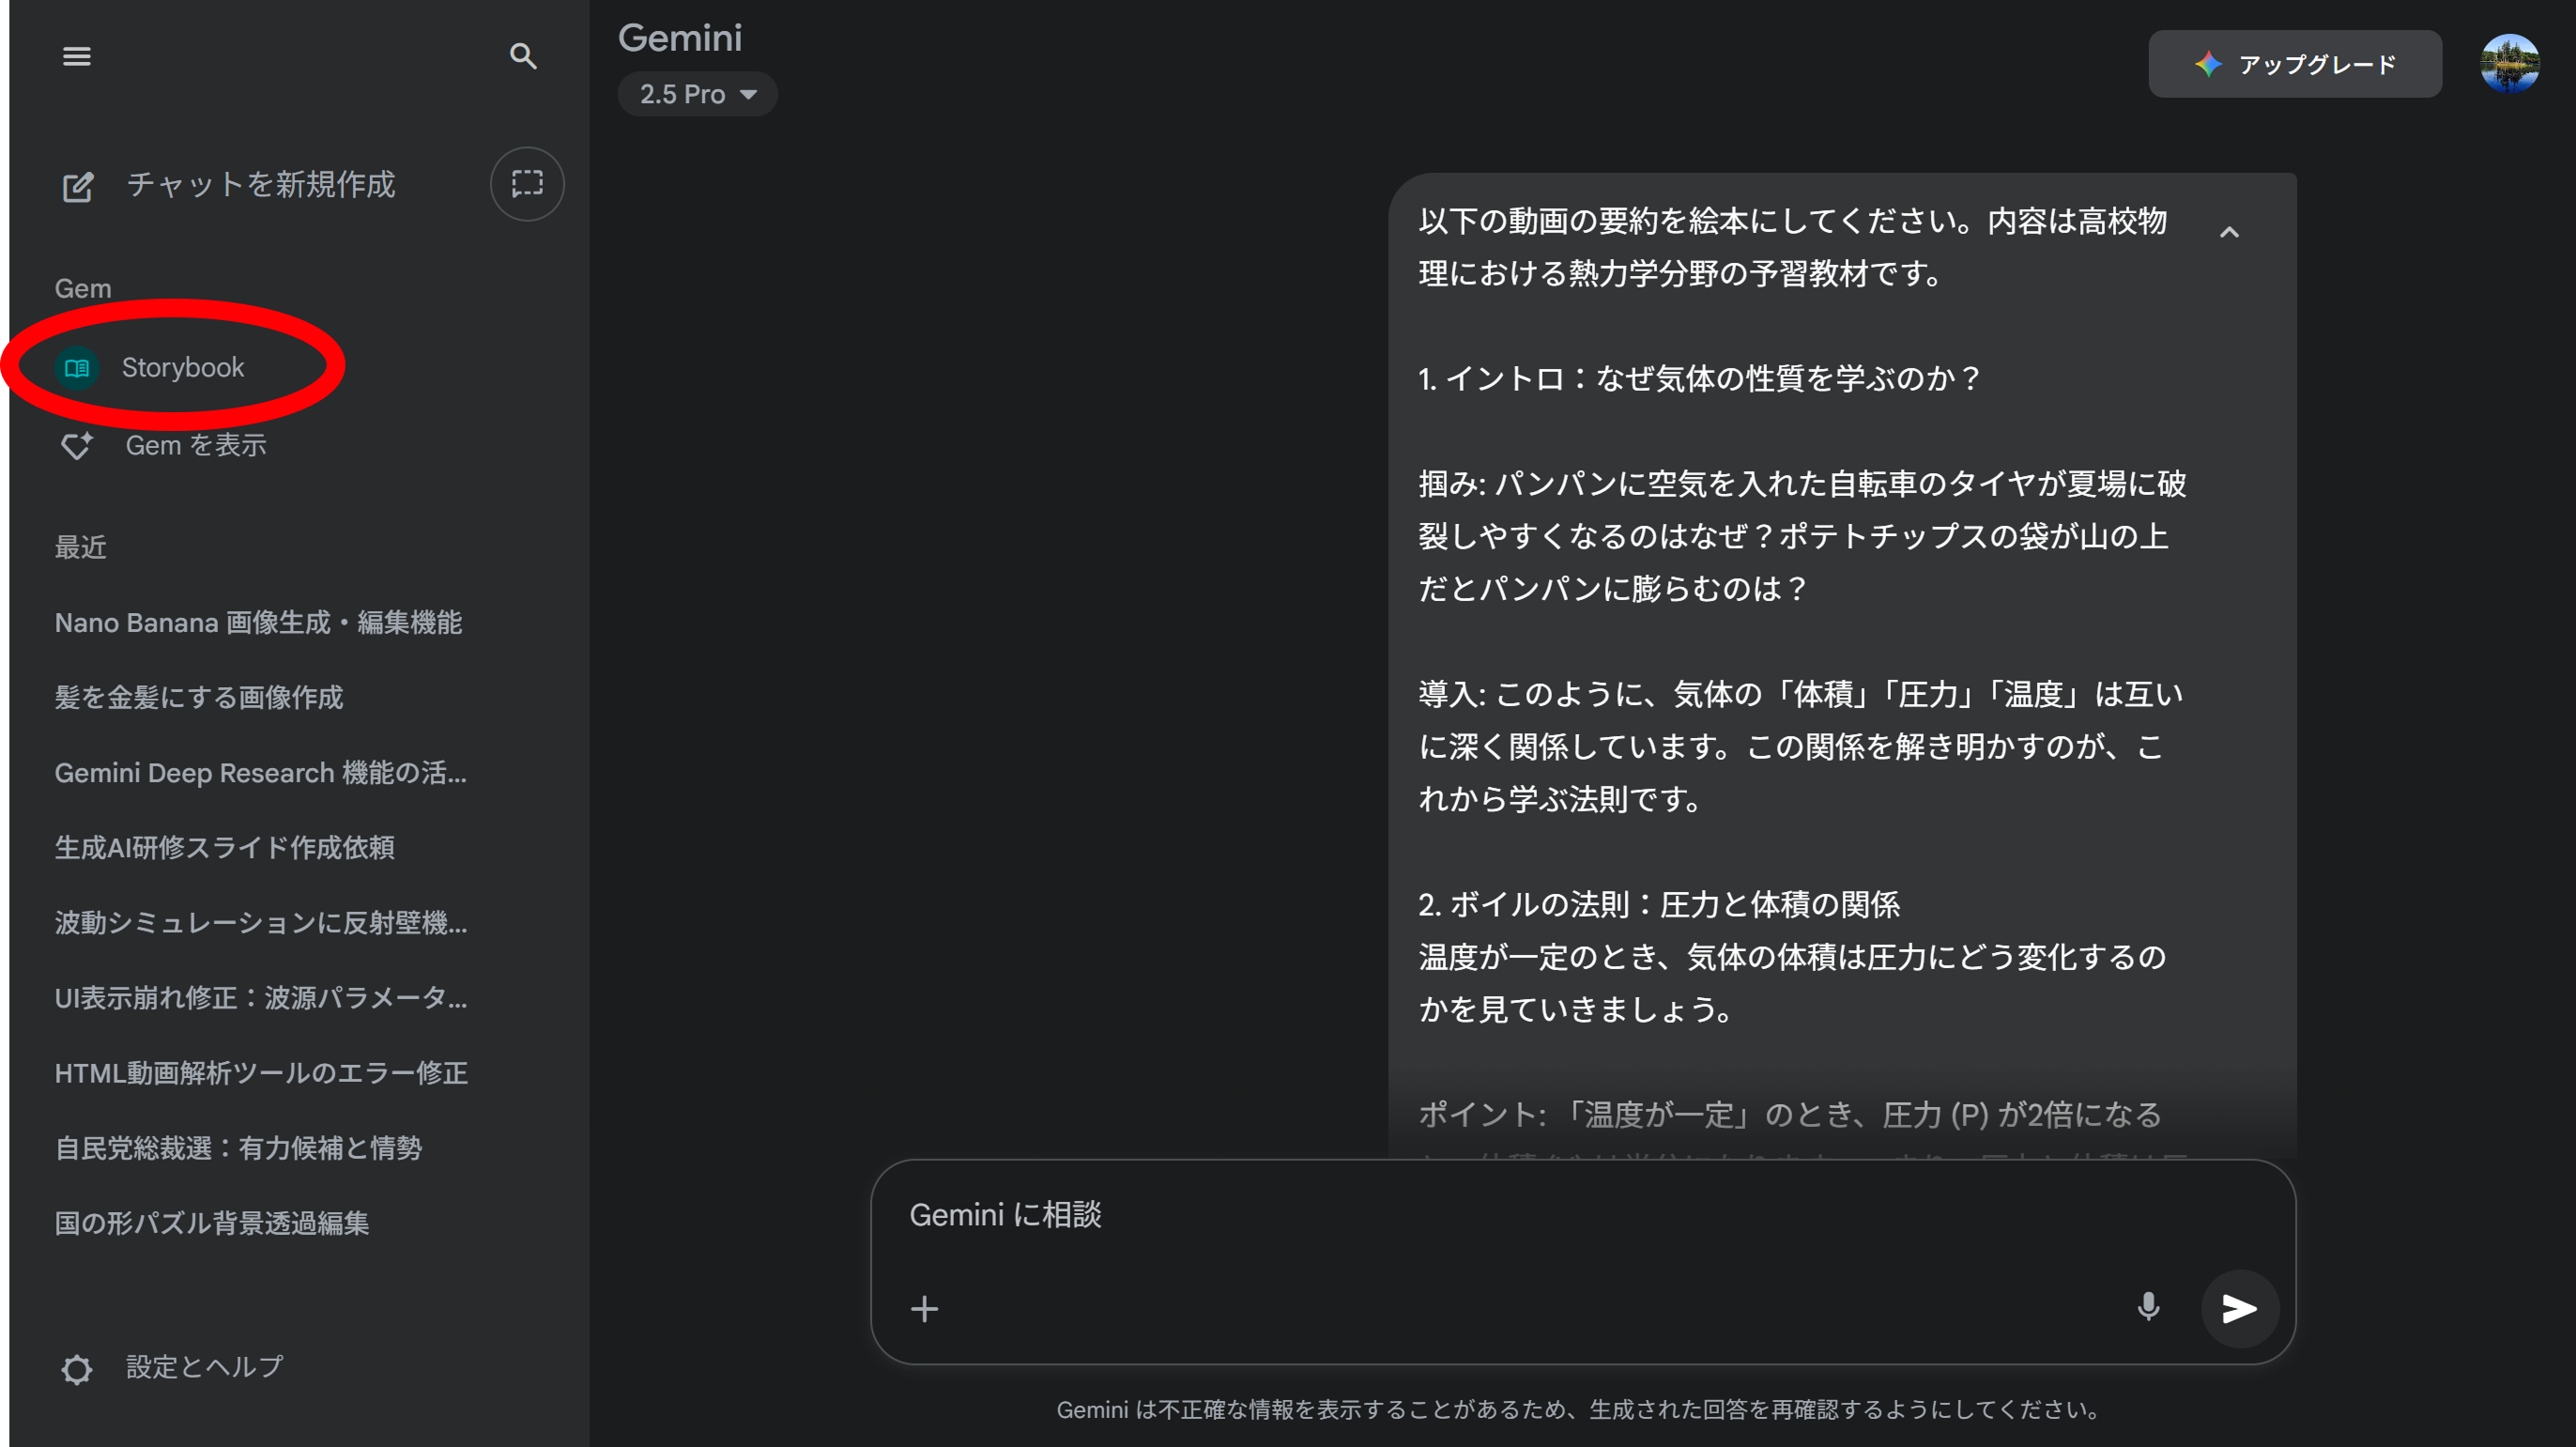 Gemini
2.5 Pro
アップグレード
チャットを新規作成
Gem
Storybook
Gem を表示
最近
Nano Banana 画像生成・編集機能
髪を金髪にする画像作成
Gemini Deep Research 機能の活...
生成AI研修スライド作成依頼
波動シミュレーションに反射壁機...
UI表示崩れ修正：波源パラメータ...
HTML動画解析ツールのエラー修正
自民党総裁選：有力候補と情勢
国の形パズル背景透過編集
設定とヘルプ
以下の動画の要約を絵本にしてください。内容は高校物
理における熱力学分野の予習教材です。
1. イントロ：なぜ気体の性質を学ぶのか？
掴み: パンパンに空気を入れた自転車のタイヤが夏場に破
裂しやすくなるのはなぜ？ポテトチップスの袋が山の上
だとパンパンに膨らむのは？
導入: このように、気体の「体積」「圧力」「温度」は互い
に深く関係しています。この関係を解き明かすのが、こ
れから学ぶ法則です。
2. ボイルの法則：圧力と体積の関係
温度が一定のとき、気体の体積は圧力にどう変化するの
かを見ていきましょう。
ポイント: 「温度が一定」のとき、圧力 (P) が2倍になる
Gemini に相談
Gemini は不正確な情報を表示することがあるため、生成された回答を再確認するようにしてください。